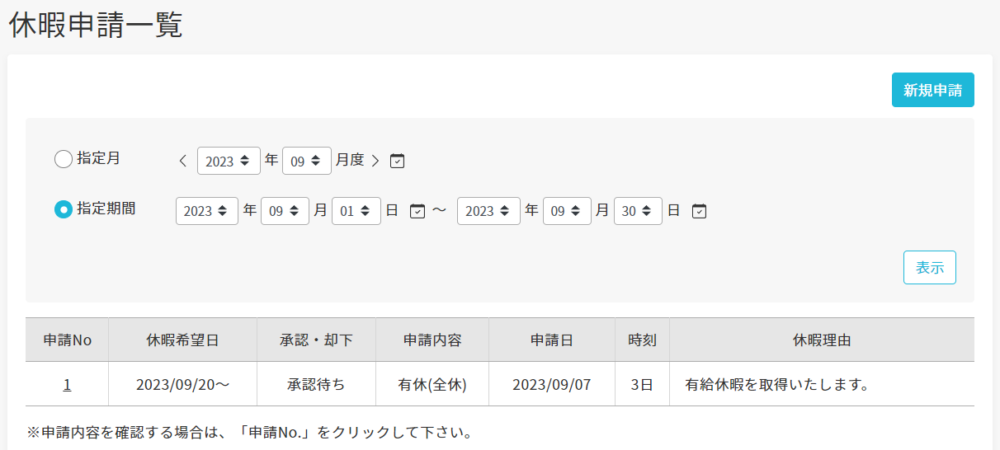 休暇申請一覧
新規申請
指定月 2023 年 09 月度
指定期間 2023 年 09 月 01 日 ～ 2023 年 09 月 30 日
表示
申請No 休暇希望日 承認・却下 申請内容 申請日 時刻 休暇理由
1 2023/09/20～ 承認待ち 有休(全休) 2023/09/07 3日 有給休暇を取得いたします。
※申請内容を確認する場合は、「申請No.」をクリックして下さい。